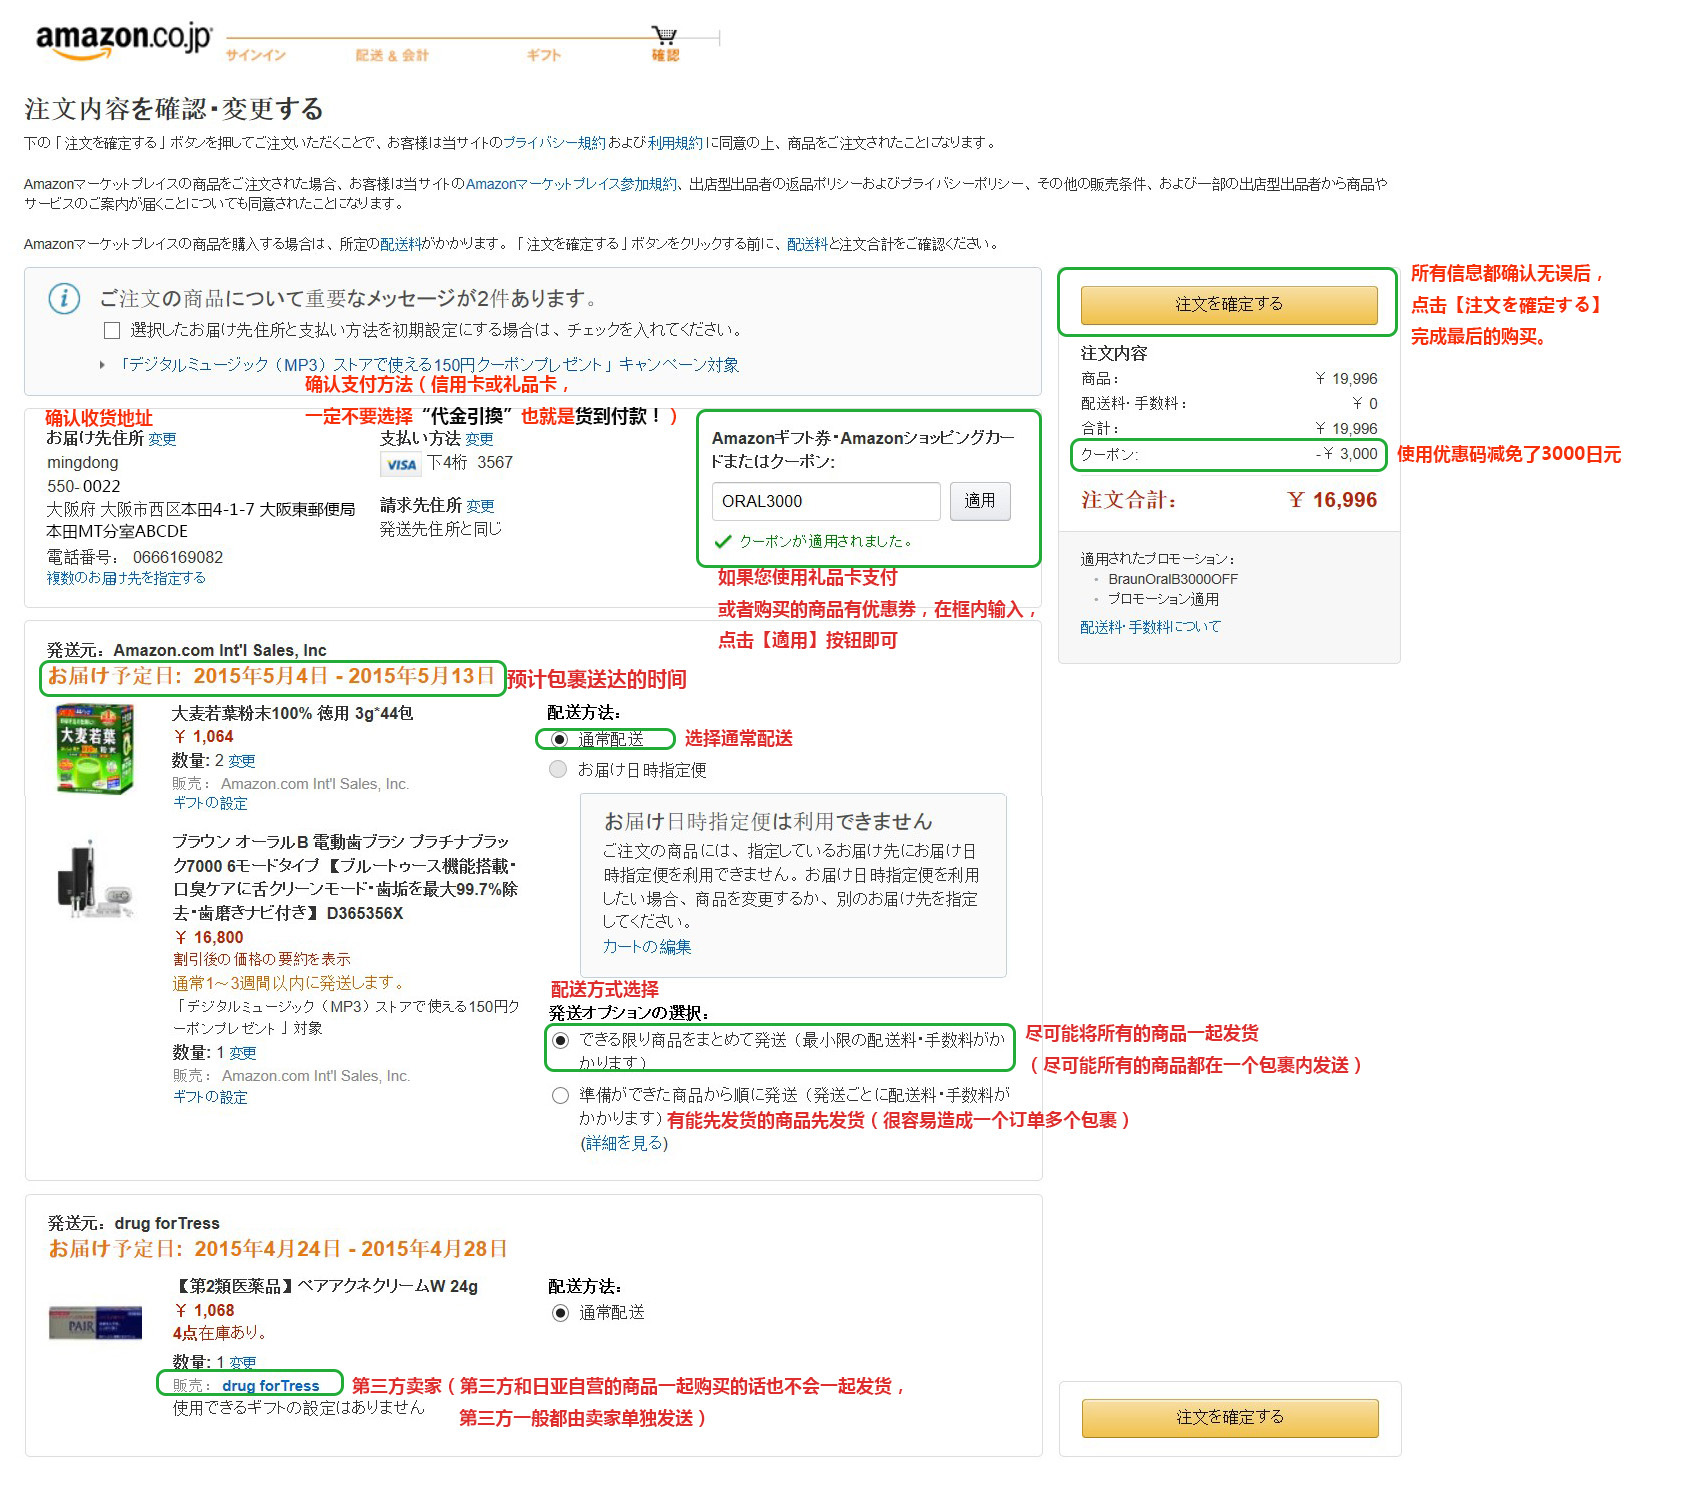 amazon.co.jp
サインイン
配送 & 会計
ギフト
確認
注文内容を確認・変更する
下の「注文を確定する」ボタンを押してご注文いただくことで、お客様は当サイトのプライバシー規約および利用規約に同意の上、商品をご注文されたことになります。
Amazonマーケットプレイスの商品をご注文された場合、お客様は当サイトのAmazonマーケットプレイス参加規約、出店型出品者の返品ポリシーおよびプライバシーポリシー、その他の販売条件、および一部の出店型出品者から商品や
サービスのご案内が届くことについても同意されたことになります。
Amazonマーケットプレイスの商品を購入する場合は、所定の配送料がかかります。「注文を確定する」ボタンをクリックする前に、配送料と注文合計をご確認ください。
ご注文の商品について重要なメッセージが2件あります。
選択したお届け先住所と支払い方法を初期設定にする場合は、チェックを入れてください。
「デジタルミュージック（MP3）ストアで使える150円クーポンプレゼント」キャンペーン対象
确认支付方法（信用卡或礼品卡，
一定不要选择“代金引換”也就是货到付款！）
确认收货地址
お届け先住所 変更
mingdong
550-0022
大阪府 大阪市西区本田4-1-7 大阪東郵便局
本田MT分室ABCDE
電話番号： 0666169082
複数のお届け先を指定する
支払い方法 変更
VISA 下4桁 3567
請求先住所 変更
発送先住所と同じ
Amazonギフト券・Amazonショッピングカー
ドまたはクーポン:
ORAL3000
適用
クーポンが適用されました。
如果您使用礼品卡支付
或者购买的商品有优惠券，在框内输入，
点击【適用】按钮即可
注文を確定する
所有信息都确认无误后，
点击【注文を確定する】
完成最后的购买。
注文内容
商品： ￥ 19,996
配送料・手数料： ￥ 0
合計： ￥ 19,996
クーポン: -￥ 3,000
使用优惠码减免了3000日元
注文合計： ￥ 16,996
適用されたプロモーション：
BraunOralB3000OFF
プロモーション適用
配送料・手数料について
発送元： Amazon.com Int'l Sales, Inc
お届け予定日: 2015年5月4日 - 2015年5月13日
预计包裹送达的时间
大麦若葉
大麦若葉粉末100% 徳用 3g*44包
￥ 1,064
数量: 2 変更
販売： Amazon.com Int'l Sales, Inc.
ギフトの設定
ブラウン オーラルB 電動歯ブラシ プラチナブラッ
ク7000 6モードタイプ 【ブルートゥース機能搭載・
口臭ケアに舌クリーンモード・歯垢を最大99.7%除
去・歯磨きナビ付き】 D365356X
￥ 16,800
割引後の価格の要約を表示
通常1～3週間以内に発送します。
「デジタルミュージック（MP3）ストアで使える150円ク
ーポンプレゼント」対象
数量: 1 変更
販売： Amazon.com Int'l Sales, Inc.
ギフトの設定
配送方法：
通常配送
选择通常配送
お届け日時指定便
お届け日時指定便は利用できません
ご注文の商品には、指定しているお届け先にお届け日
時指定便を利用できません。お届け日時指定便を利用
したい場合、商品を変更するか、別のお届け先を指定
してください。
カートの編集
配送方式选择
発送オプションの選択：
できる限り商品をまとめて発送（最小限の配送料・手数料がか
かります）
尽可能将所有的商品一起发货
（尽可能所有的商品都在一个包裹内发送）
準備ができた商品から順に発送（発送ごとに配送料・手数料が
かかります）
有能先发货的商品先发货（很容易造成一个订单多个包裹）
(詳細を見る)
発送元： drug forTress
お届け予定日: 2015年4月24日 - 2015年4月28日
PAIR
【第2類医薬品】ペアアクネクリームW 24g
￥ 1,068
4点在庫あり。
数量: 1 変更
販売： drug forTress
使用できるギフトの設定はありません
第三方卖家（第三方和日亚自营的商品一起购买的话也不会一起发货，
第三方一般都由卖家单独发送）
配送方法：
通常配送
注文を確定する